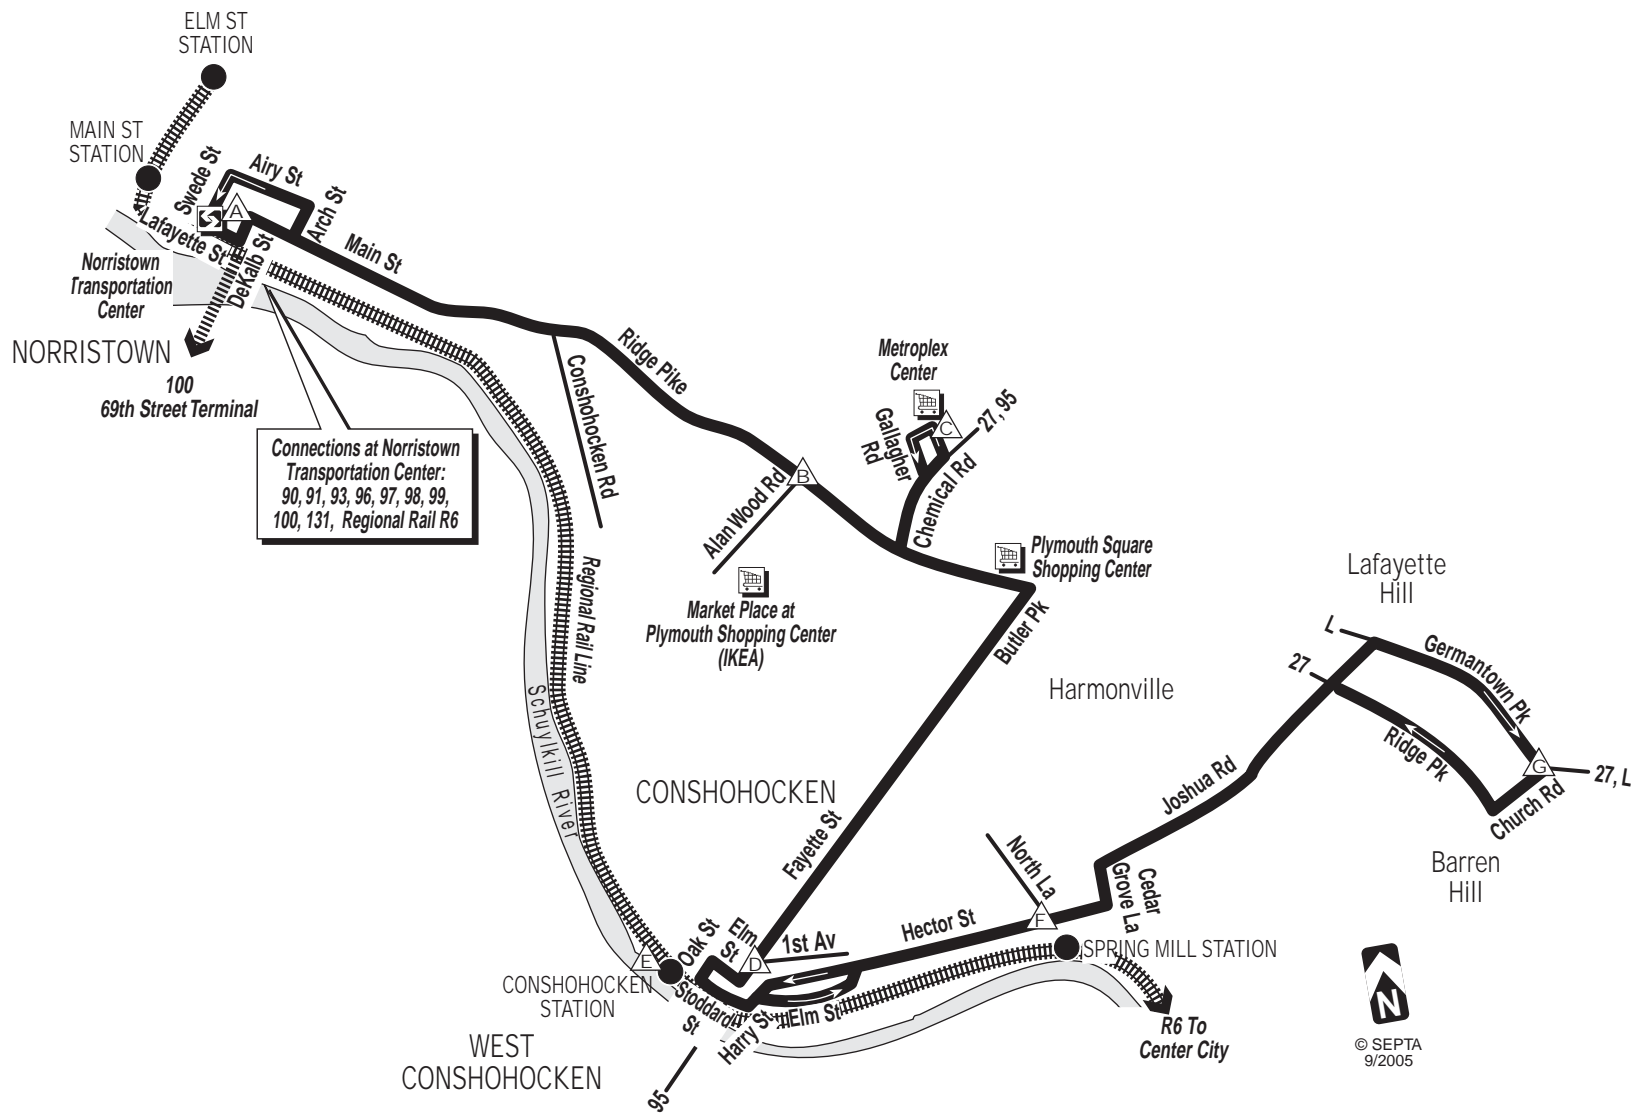 ELM ST
STATION
MAIN ST
STATION
Swede St
Airy St
Arch St
A
Lafayette St
DeKalb St
Main St
Norristown
Transportation
Center
NORRISTOWN
100
69th Street Terminal
Connections at Norristown
Transportation Center:
90, 91, 93, 96, 97, 98, 99,
100, 131, Regional Rail R6
Conshohocken Rd
Ridge Pike
Metroplex
Center
Gallagher
Rd
C
27, 95
Chemical Rd
B
Alan Wood Rd
Market Place at
Plymouth Shopping Center
(IKEA)
Plymouth Square
Shopping Center
Butler Pk
Regional Rail Line
Schuylkill River
Harmonville
Lafayette
Hill
L
27
Germantown Pk
Ridge Pk
G
27, L
Church Rd
Barren
Hill
Joshua Rd
CONSHOHOCKEN
Fayette St
North La
Cedar
Grove La
F
Hector St
1st Av
Elm
St
D
Oak St
E
CONSHOHOCKEN
STATION
Stoddard
St
Harry St
Elm St
SPRING MILL STATION
R6 To
Center City
WEST
CONSHOHOCKEN
95
N
© SEPTA
9/2005